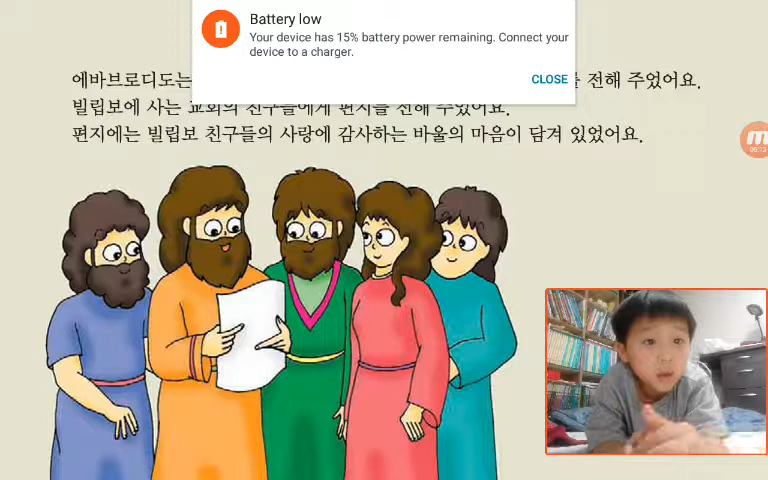 Battery low
Your device has 15% battery power remaining. Connect your
device to a charger.
CLOSE
에바브로디도는 전해 주었어요.
빌립보에 사는 교회의 친구들에게 편지를 전해 주었어요.
편지에는 빌립보 친구들의 사랑에 감사하는 바울의 마음이 담겨 있었어요.